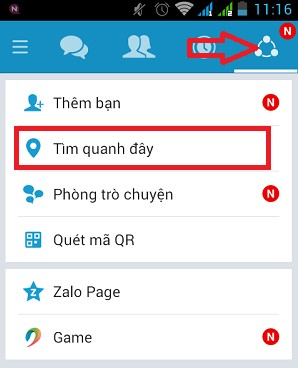 N 11:16
N
Thêm bạn N
Tìm quanh đây
Phòng trò chuyện N
Quét mã QR
Zalo Page
Game N